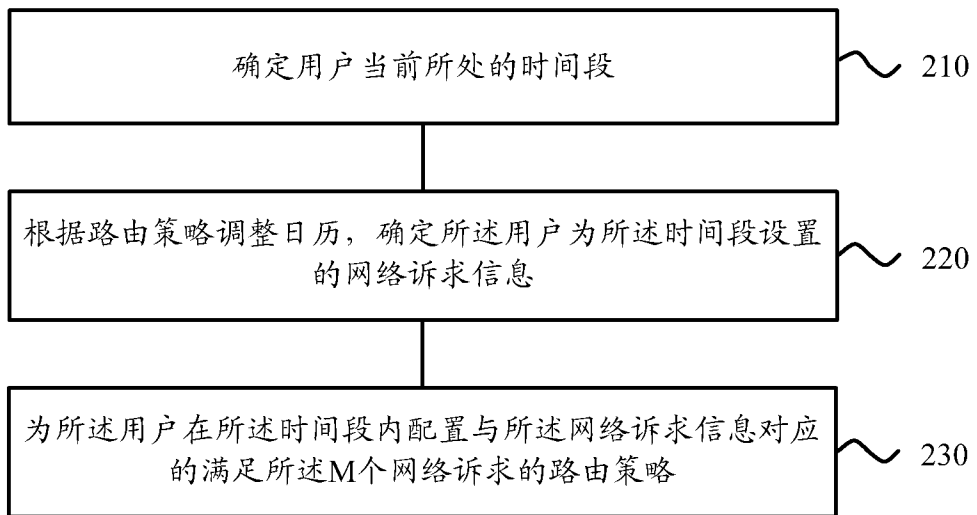 确定用户当前所处的时间段
210
根据路由策略调整日历，确定所述用户为所述时间段设置
的网络诉求信息
220
为所述用户在所述时间段内配置与所述网络诉求信息对应
的满足所述M个网络诉求的路由策略
230